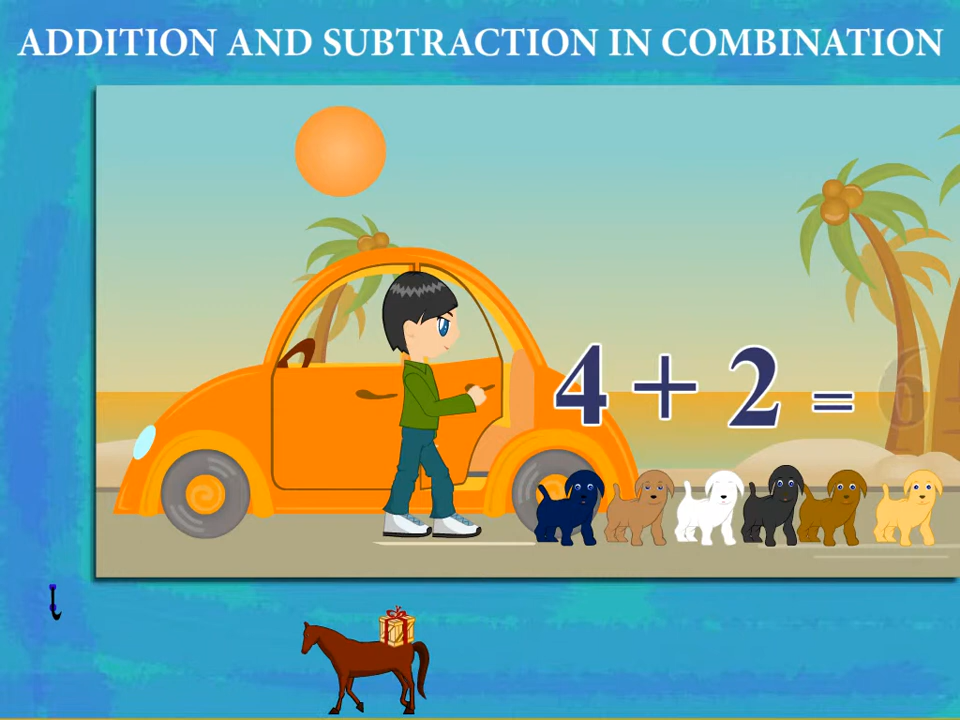 ADDITION AND SUBTRACTION IN COMBINATION
4 + 2 =